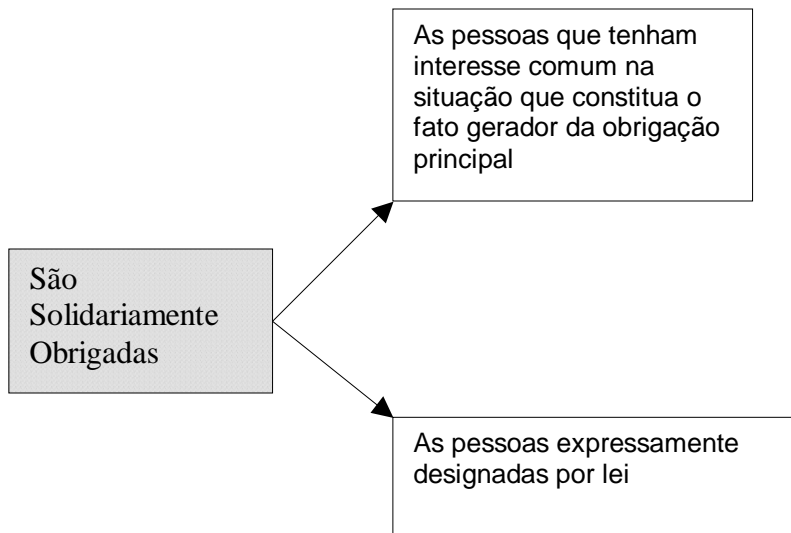 As pessoas que tenham
interesse comum na
situação que constitua o
fato gerador da obrigação
principal
São
Solidariamente
Obrigadas
As pessoas expressamente
designadas por lei